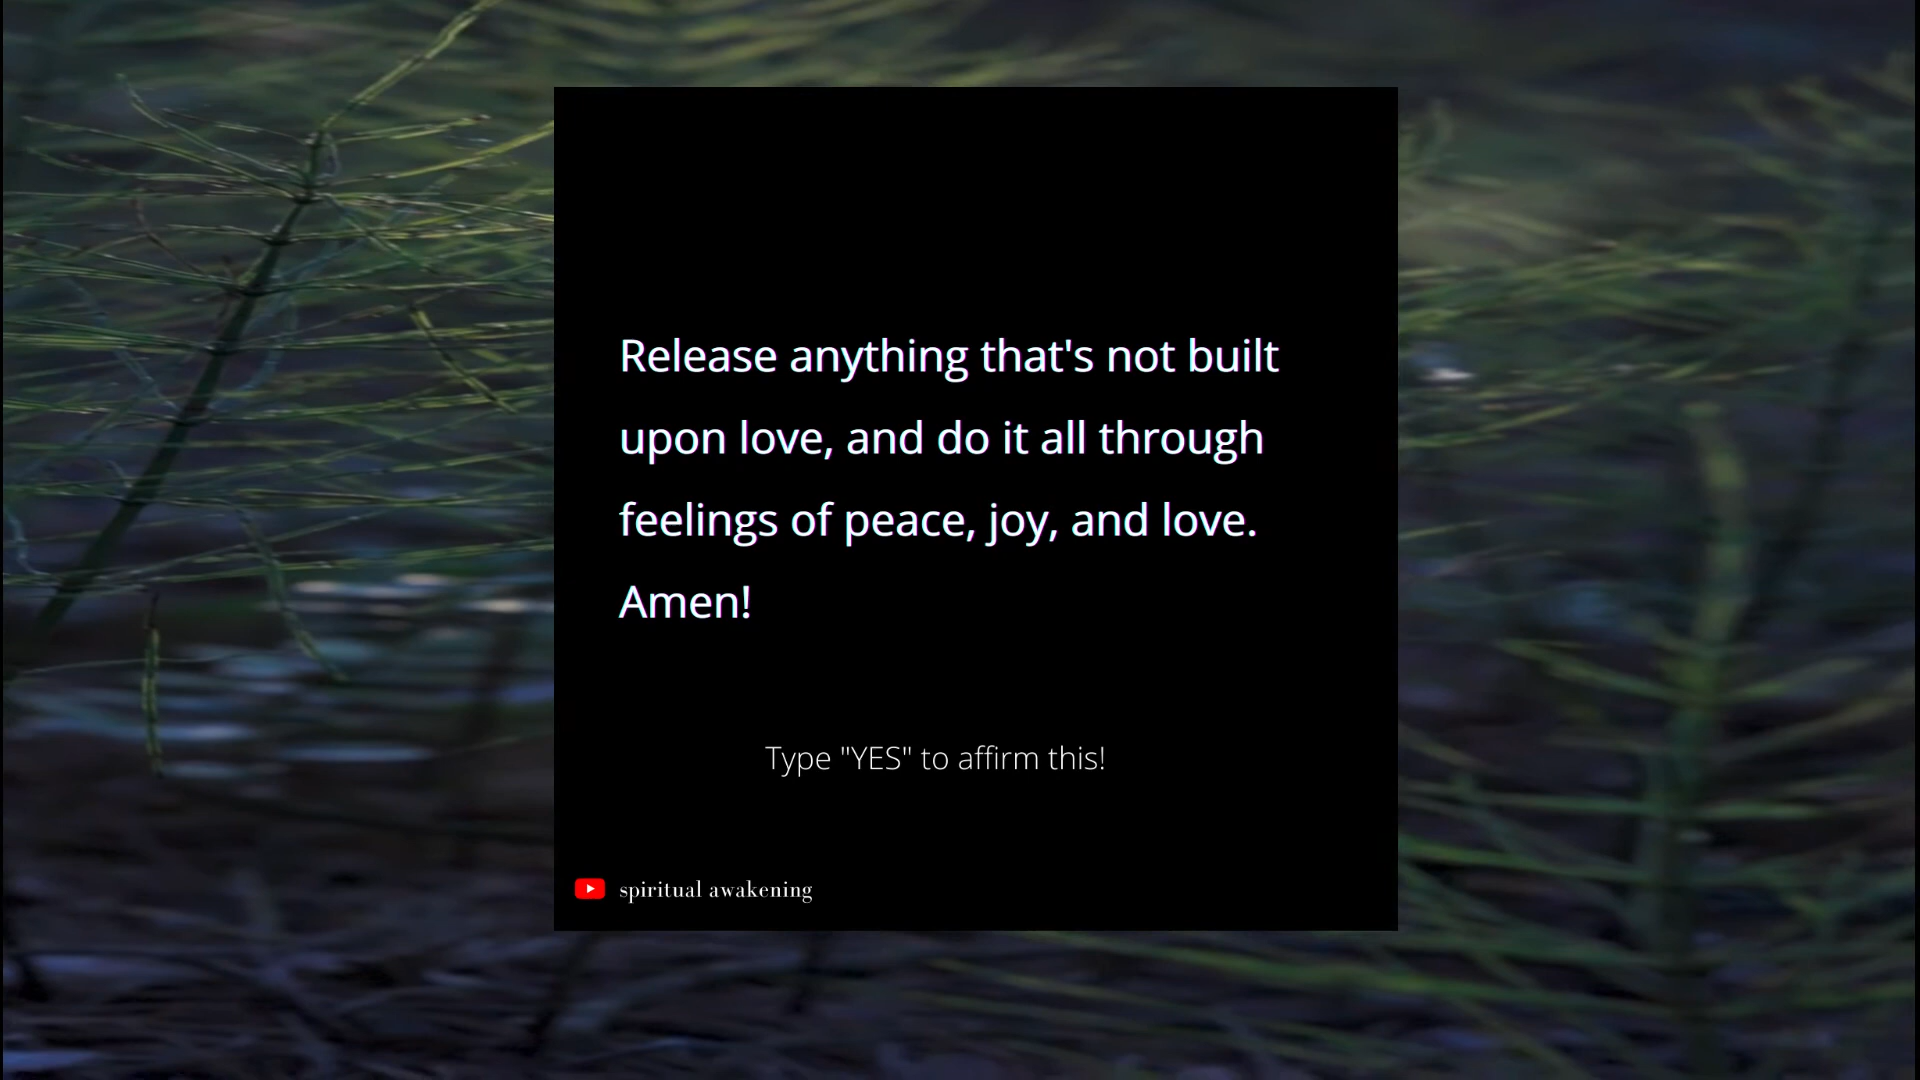 Release anything that's not built
upon love, and do it all through
feelings of peace, joy, and love.
Amen!
Type "YES" to affirm this!
spiritual awakening